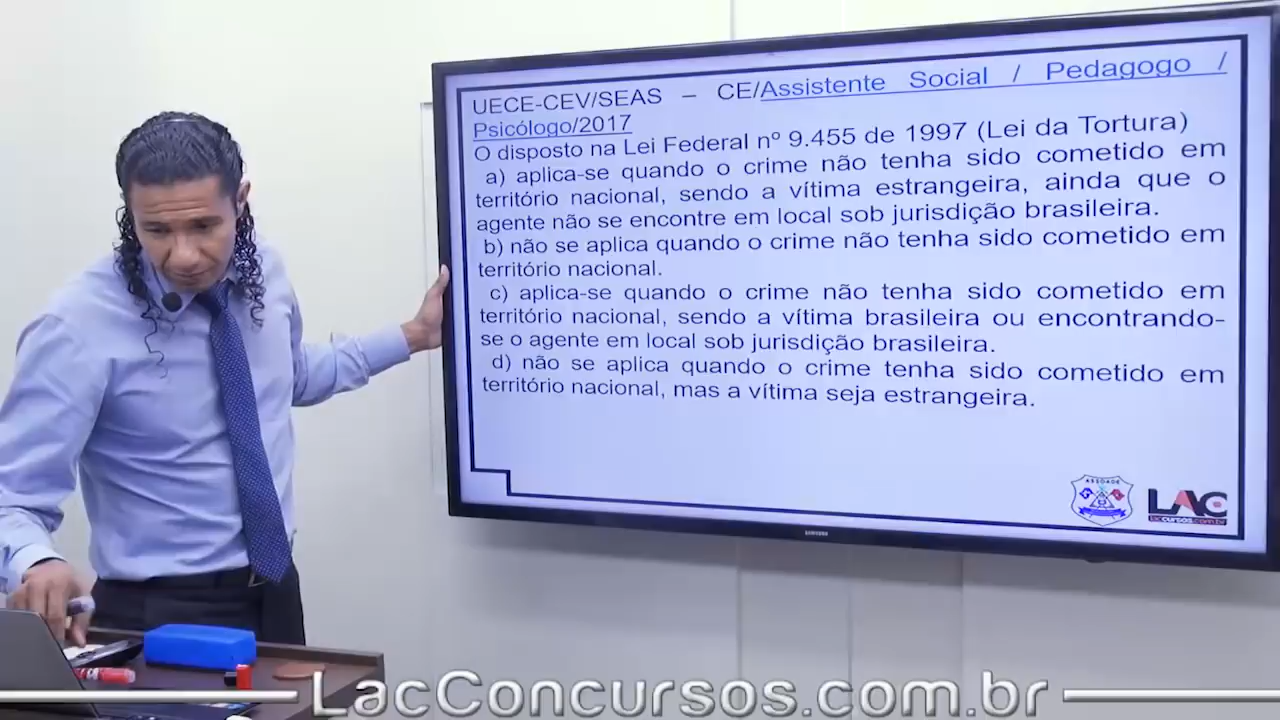 UECE-CEV/SEAS – CE/Assistente Social / Pedagogo /
Psicólogo/2017
O disposto na Lei Federal nº 9.455 de 1997 (Lei da Tortura)
a) aplica-se quando o crime não tenha sido cometido em
território nacional, sendo a vítima estrangeira, ainda que o
agente não se encontre em local sob jurisdição brasileira.
b) não se aplica quando o crime não tenha sido cometido em
território nacional.
c) aplica-se quando o crime não tenha sido cometido em
território nacional, sendo a vítima brasileira ou encontrando-
se o agente em local sob jurisdição brasileira.
d) não se aplica quando o crime tenha sido cometido em
território nacional, mas a vítima seja estrangeira.
ASSOADE
LAC
laccursos.com.br
SAMSUNG
LacConcursos.com.br